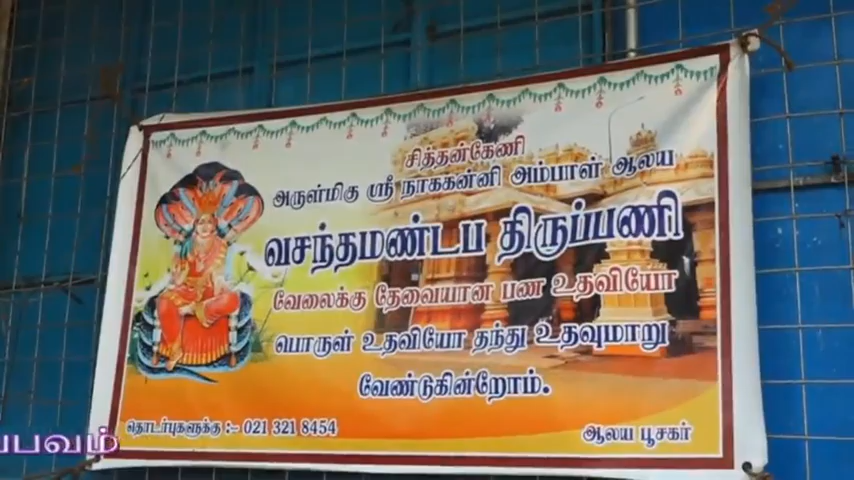 சித்தன்கேணி
அருள்மிகு ஸ்ரீ நாககன்னி அம்பாள் ஆலய
வசந்தமண்டப திருப்பணி
வேலைக்கு தேவையான பண உதவியோ
பொருள் உதவியோ தந்து உதவுமாறு
வேண்டுகின்றோம்.
தொடர்புகளுக்கு :- 021 321 8454
ஆலய பூசகர்